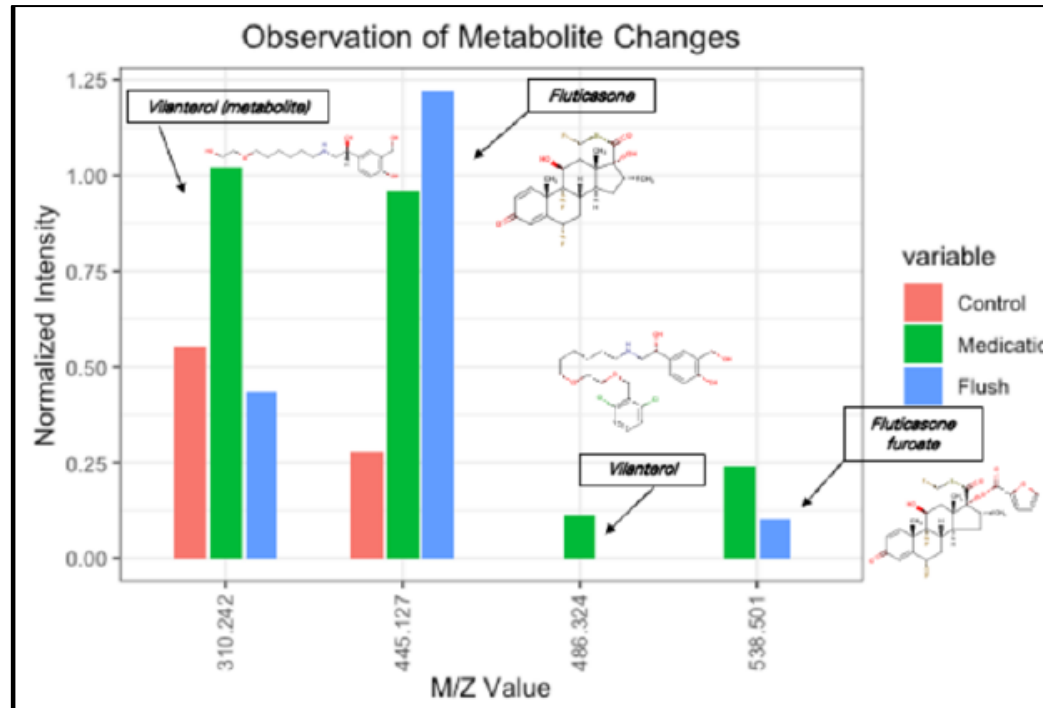 Observation of Metabolite Changes
1.25
1.00
0.75
0.50
0.25
0.00
Normalized Intensity
Vilanterol (metabolite)
Fluticasone
Vilanterol
Fluticasone
furoate
variable
Control
Medicatio
Flush
310.242
445.127
486.324
538.501
M/Z Value